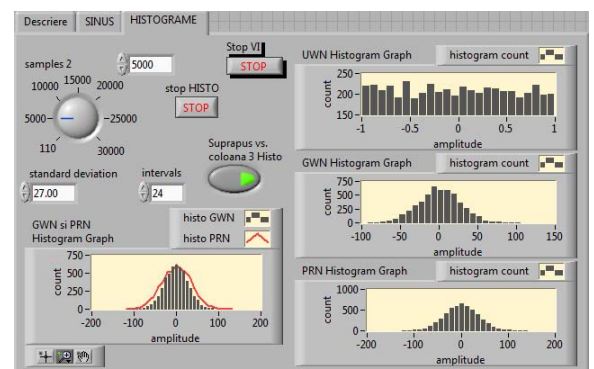 Descriere SINUS HISTOGRAME
samples 2
5000
Stop VI
STOP
10000 15000 20000
5000 25000
110 30000
stop HISTO
STOP
Suprapus vs.
coloana 3 Histo
standard deviation
27.00
intervals
24
GWN si PRN
Histogram Graph
histo GWN
histo PRN
750
500
250
0
count
-200 -100 0 100 200
amplitude
UWN Histogram Graph histogram count
250
200
150
count
-1 -0.5 0 0.5 1
amplitude
GWN Histogram Graph histogram count
750
500
250
0
count
-100 -50 0 50 100 150
amplitude
PRN Histogram Graph histogram count
1000
500
0
count
-200 -100 0 100 200
amplitude